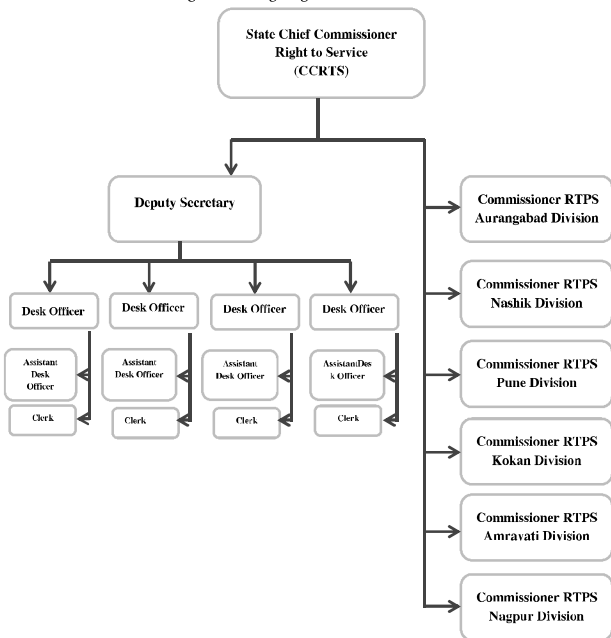 State Chief Commissioner
Right to Service
(CCRTS)
Deputy Secretary
Desk Officer
Desk Officer
Desk Officer
Desk Officer
Assistant
Desk
Officer
Clerk
Assistant
Desk Officer
Clerk
Assistant
Desk Officer
Clerk
AssistantDes
k Officer
Clerk
Commissioner RTPS
Aurangabad Division
Commissioner RTPS
Nashik Division
Commissioner RTPS
Pune Division
Commissioner RTPS
Kokan Division
Commissioner RTPS
Amravati Division
Commissioner RTPS
Nagpur Division